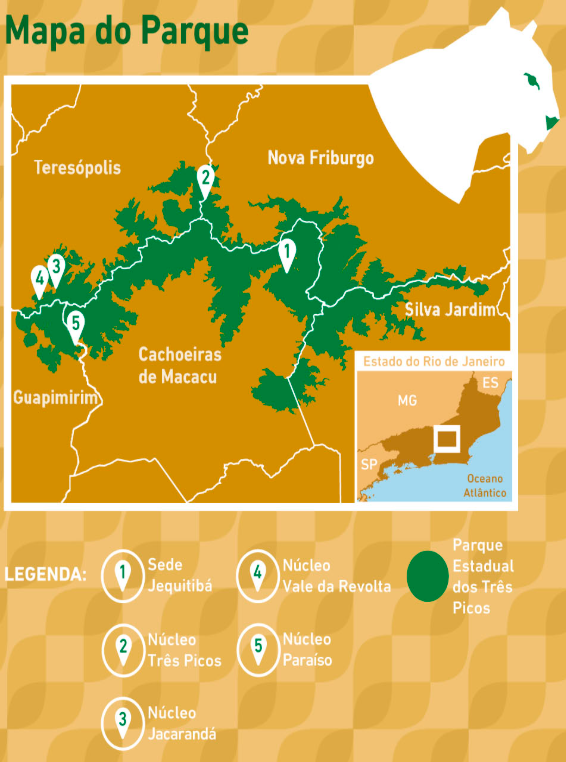 Mapa do Parque
Teresópolis
Nova Friburgo
2
1
3
4
5
Silva Jardim
Cachoeiras
de Macacu
Guapimirim
Estado do Rio de Janeiro
ES
MG
SP
Oceano
Atlântico
LEGENDA:
1
Sede
Jequitibá
2
Núcleo
Três Picos
3
Núcleo
Jacarandá
4
Núcleo
Vale da Revolta
5
Núcleo
Paraíso
Parque
Estadual
dos Três
Picos